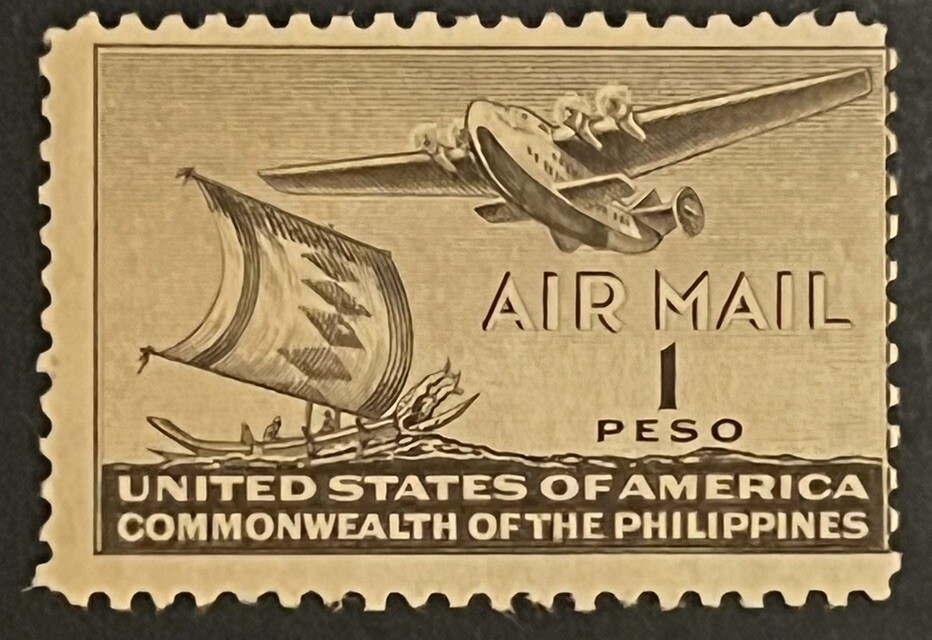 AIR MAIL
1
PESO
UNITED STATES OF AMERICA
COMMONWEALTH OF THE PHILIPPINES